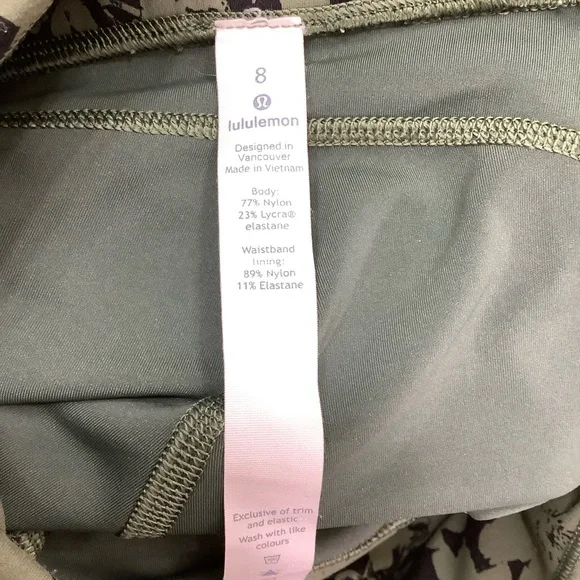 8
lululemon
Designed in
Vancouver
Made in Vietnam
Body:
77% Nylon
23% Lycra®
elastane
Waistband
lining:
89% Nylon
11% Elastane
Exclusive of trim
and elastic
Wash with like
colours